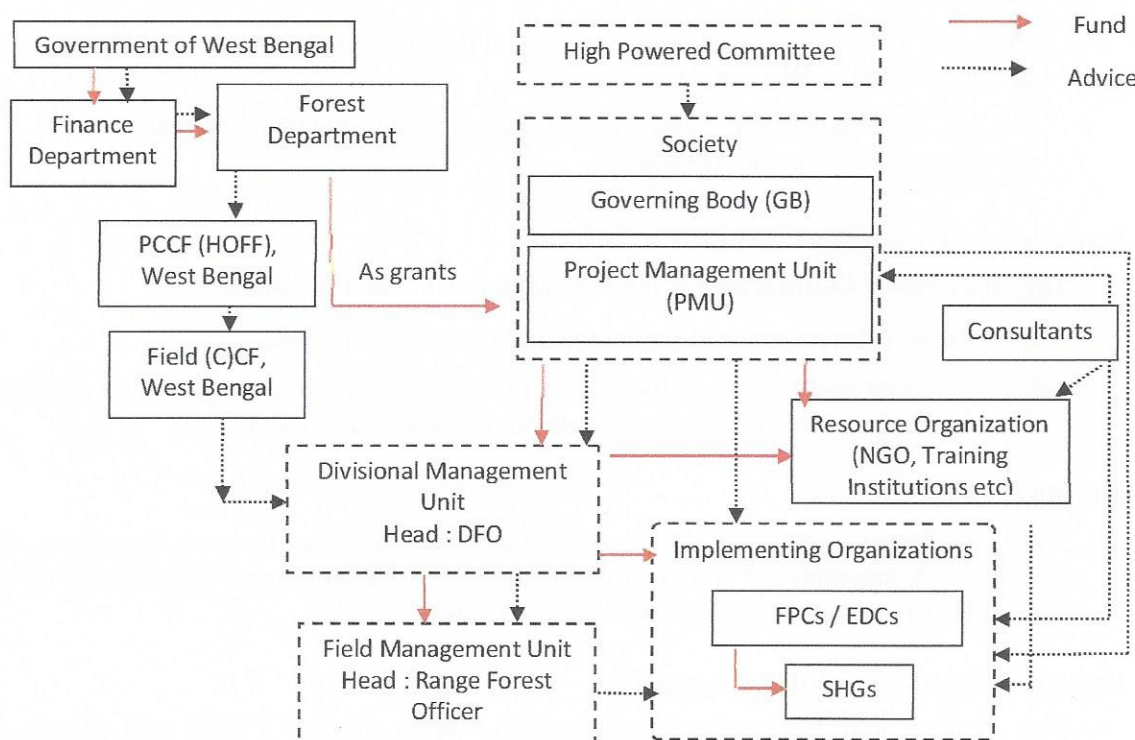 Government of West Bengal
Finance
Department
Forest
Department
High Powered Committee
Fund
Advice
Society
Governing Body (GB)
Project Management Unit
(PMU)
PCCF (HOFF),
West Bengal
As grants
Field (C)CF,
West Bengal
Consultants
Resource Organization
(NGO, Training
Institutions etc)
Divisional Management
Unit
Head : DFO
Implementing Organizations
FPCs / EDCs
SHGs
Field Management Unit
Head : Range Forest
Officer